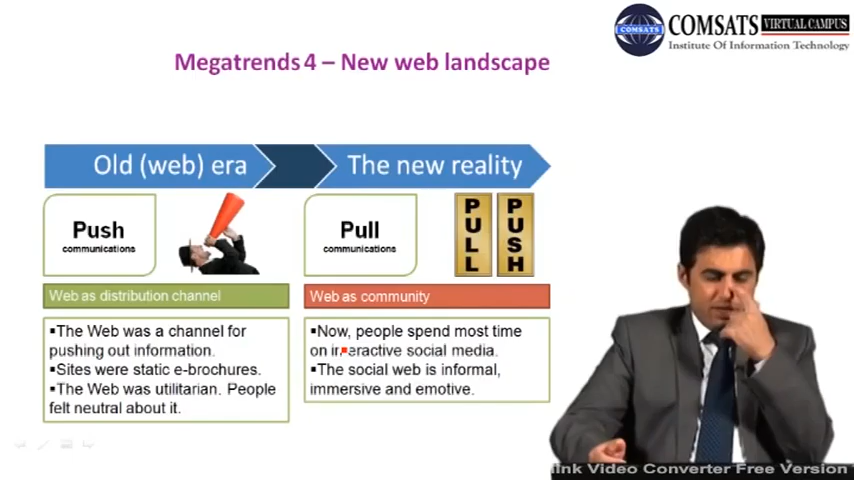 COMSATS VIRTUAL CAMPUS
Institute Of Information Technology
COMSATS
Megatrends 4 – New web landscape
Old (web) era
The new reality
Push
communications
Pull
communications
PULL
PUSH
Web as distribution channel
Web as community
▪The Web was a channel for
pushing out information.
▪Sites were static e-brochures.
▪The Web was utilitarian. People
felt neutral about it.
▪Now, people spend most time
on interactive social media.
▪The social web is informal,
immersive and emotive.
link Video Converter Free Version